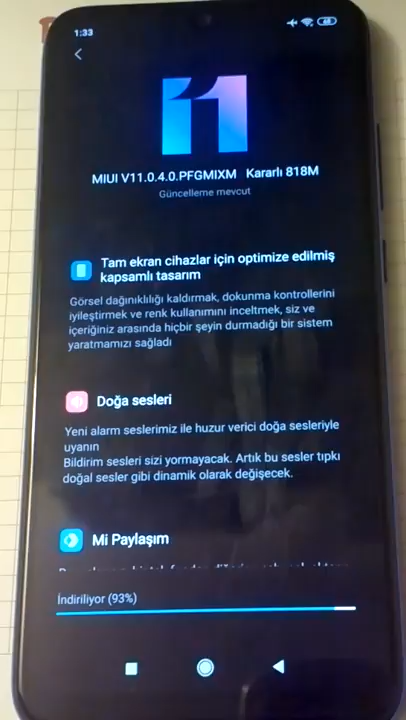 1:33
68
11
MIUI V11.0.4.0.PFGMIXM Kararlı 818M
Güncelleme mevcut
Tam ekran cihazlar için optimize edilmiş
kapsamlı tasarım
Görsel dağınıklılığı kaldırmak, dokunma kontrollerini
iyileştirmek ve renk kullanımını inceltmek, siz ve
içeriğiniz arasında hiçbir şeyin durmadığı bir sistem
yaratmamızı sağladı
Doğa sesleri
Yeni alarm seslerimiz ile huzur verici doğa sesleriyle
uyanın
Bildirim sesleri sizi yormayacak. Artık bu sesler tıpkı
doğal sesler gibi dinamik olarak değişecek.
Mi Paylaşım
İndiriliyor (93%)